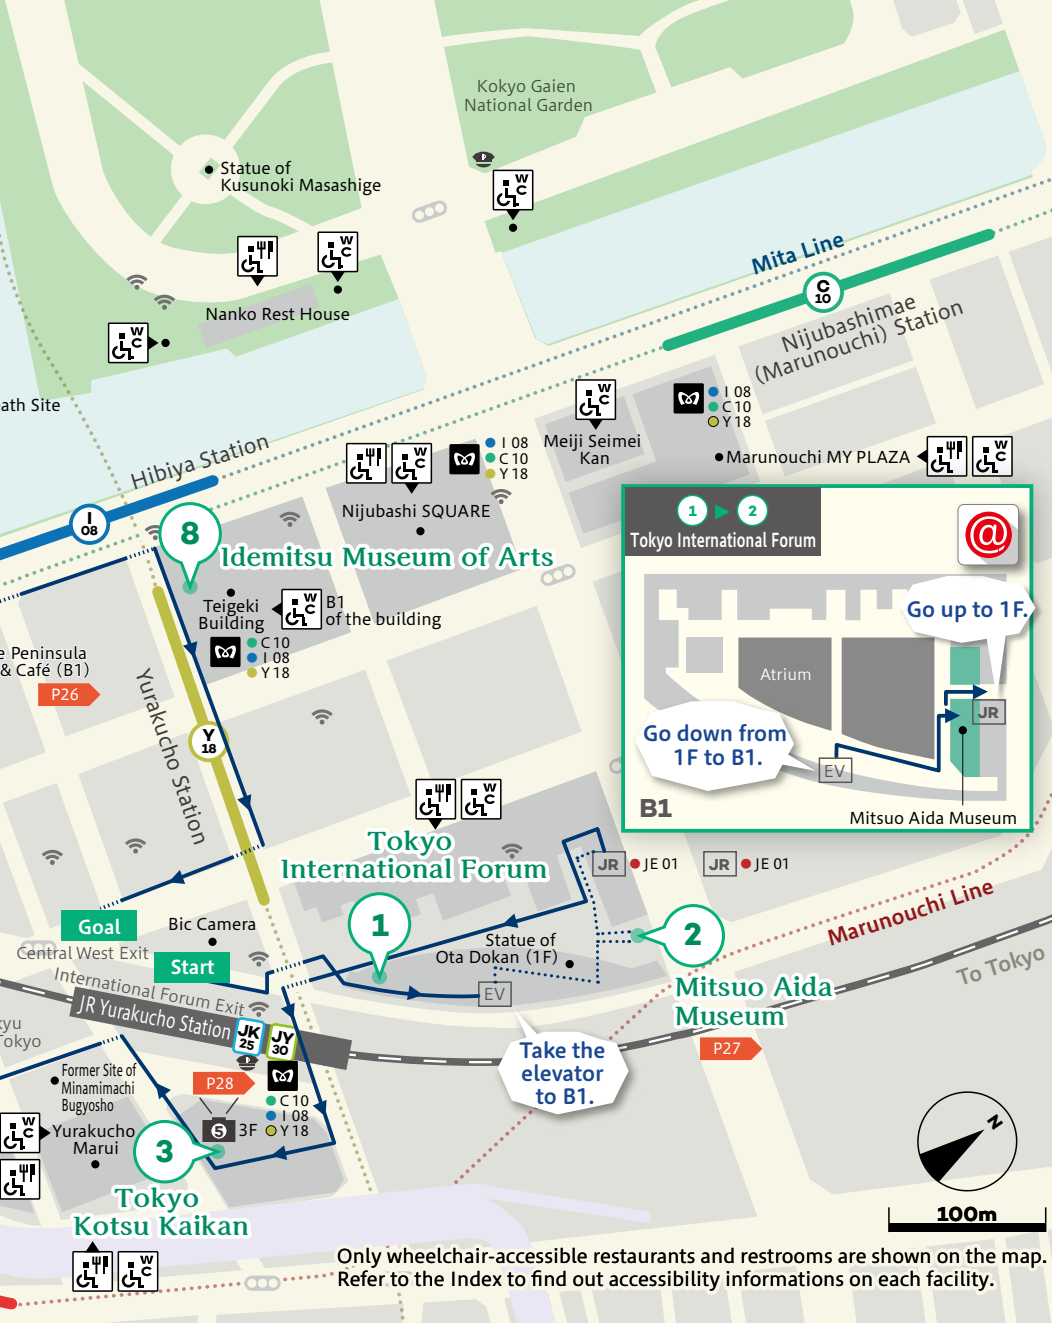 Kokyo Gaien
National Garden
Statue of
Kusunoki Masashige
W
C
W
C
Nanko Rest House
W
C
Mita Line
C
10
Nijubashimae
(Marunouchi) Station
ath Site
Hibiya Station
I
08
W
C
Meiji Seimei
Kan
I 08
C 10
Y 18
Marunouchi MY PLAZA
W
C
W
C
I 08
C 10
Y 18
Nijubashi SQUARE
8
Idemitsu Museum of Arts
Teigeki
Building
W
C
B1
of the building
C 10
I 08
Y 18
e Peninsula
& Café (B1)
P26
Yurakucho Station
Y
18
1
2
Tokyo International Forum
@
Go up to 1F.
Atrium
Go down from
1F to B1.
EV
JR
B1
Mitsuo Aida Museum
W
C
Tokyo
International Forum
JR
JE 01
JR
JE 01
Marunouchi Line
To Tokyo
Goal
Central West Exit
Bic Camera
Start
International Forum Exit
JR Yurakucho Station
JK
25
JY
30
1
Statue of
Ota Dokan (1F)
EV
2
Mitsuo Aida
Museum
P27
Take the
elevator
to B1.
kyu
Tokyo
Former Site of
Minamimachi
Bugyosho
P28
5
3F
C 10
I 08
Y 18
W
C
Yurakucho
Marui
3
Tokyo
Kotsu Kaikan
W
C
N
100m
Only wheelchair-accessible restaurants and restrooms are shown on the map.
Refer to the Index to find out accessibility informations on each facility.